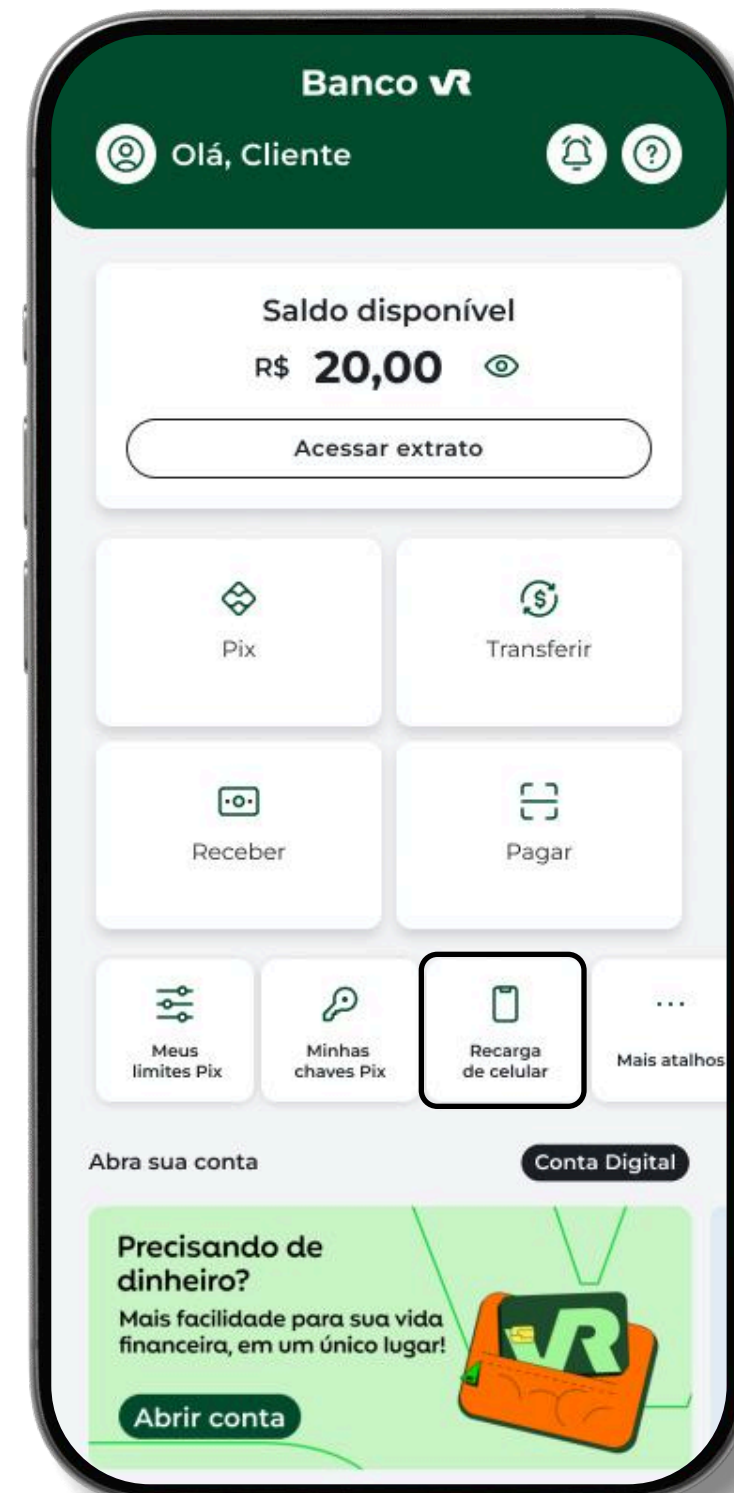 Banco VR
Olá, Cliente
Saldo disponível
R$ 20,00
Acessar extrato
Pix
Transferir
Receber
Pagar
Meus
limites Pix
Minhas
chaves Pix
Recarga
de celular
Mais atalhos
Abra sua conta
Conta Digital
Precisando de
dinheiro?
Mais facilidade para sua vida
financeira, em um único lugar!
VR
Abrir conta